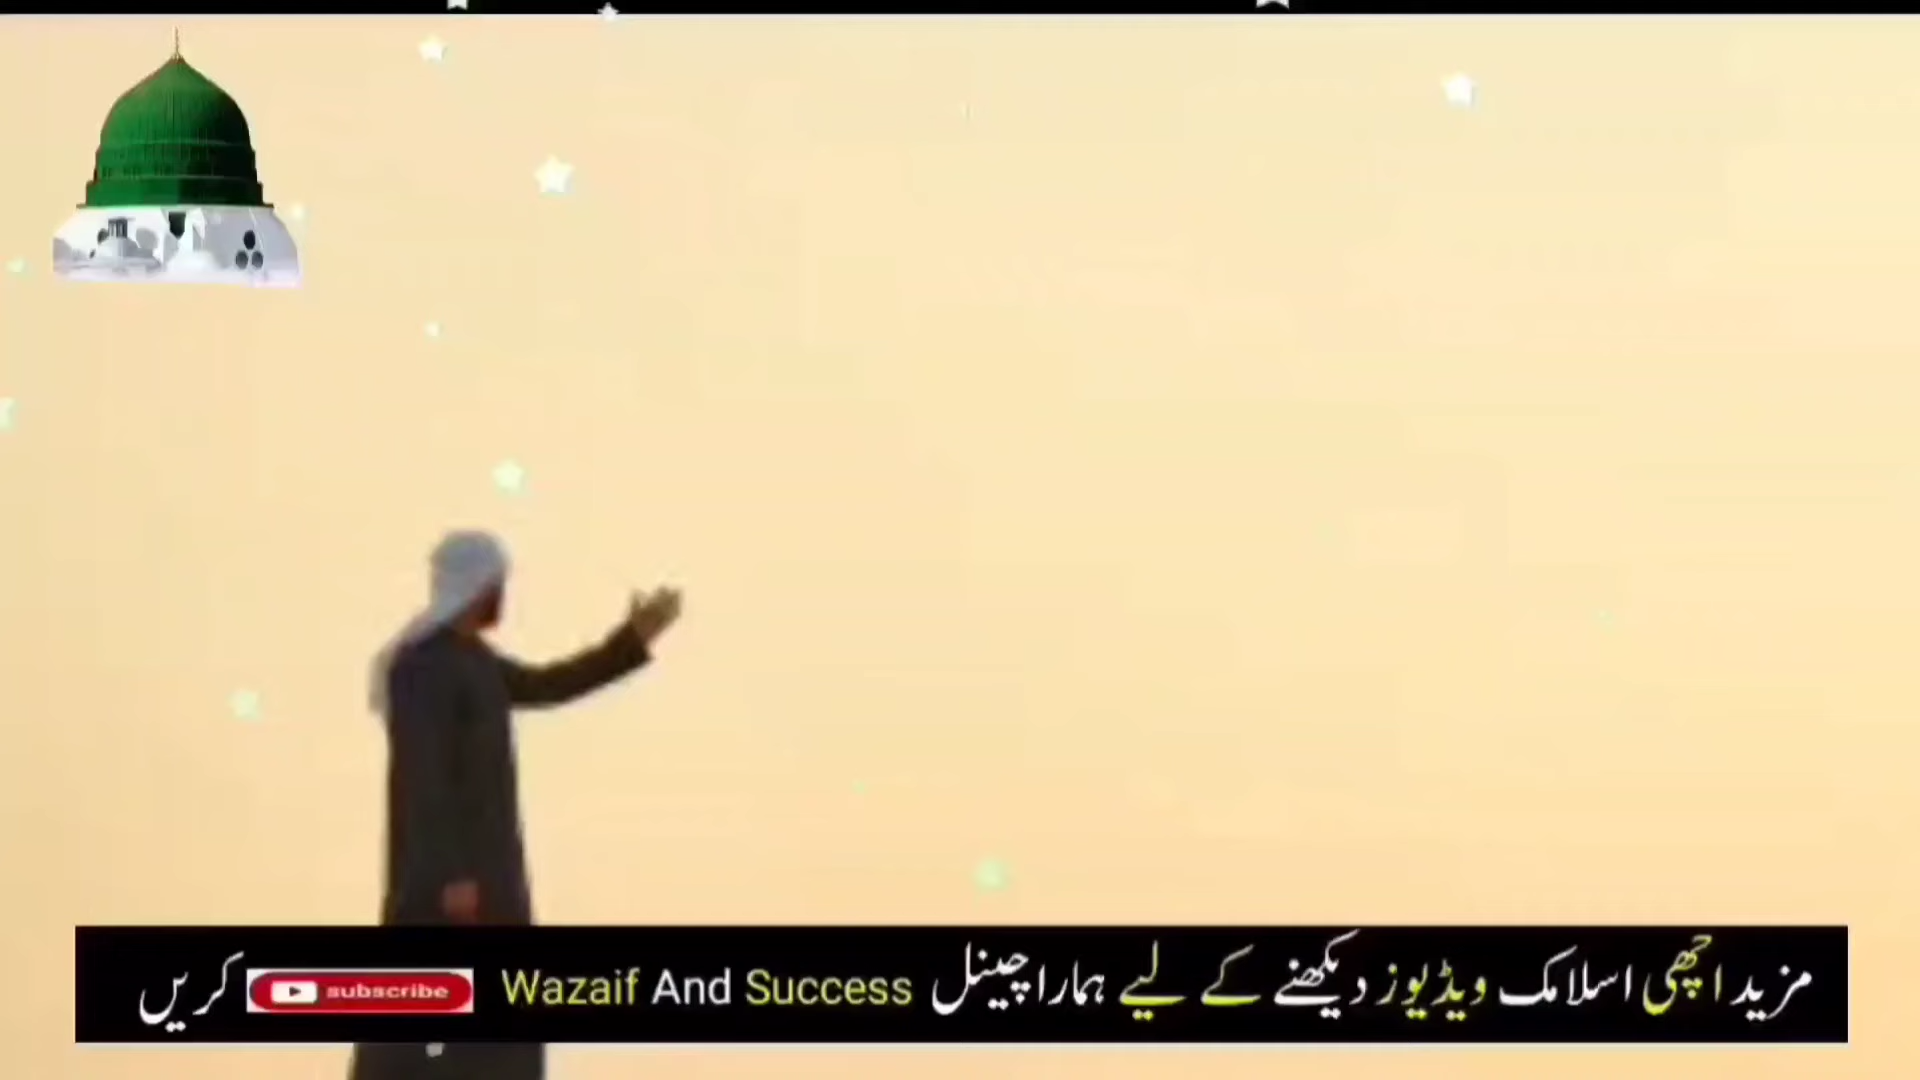 مزید اچھی اسلامک ویڈیوز دیکھنے کے لیے ہمارا چینل Wazaif And Success subscribe کریں